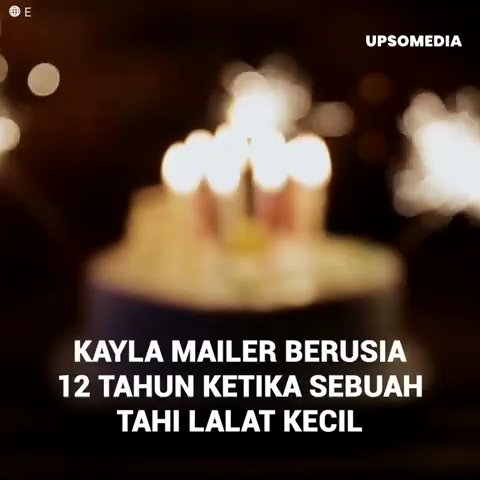 E
UPSOMEDIA
KAYLA MAILER BERUSIA
12 TAHUN KETIKA SEBUAH
TAHI LALAT KECIL